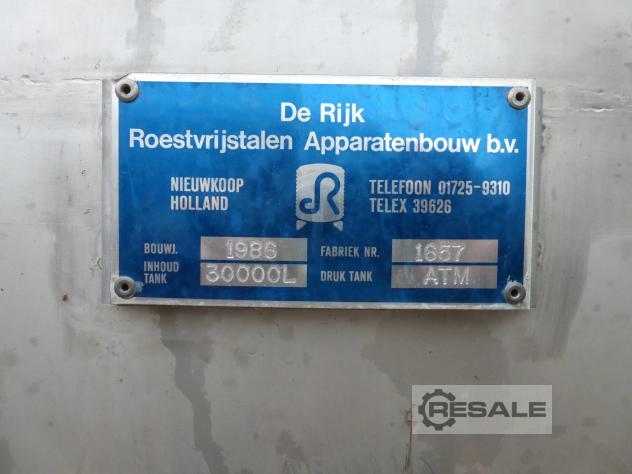 De Rijk
Roestvrijstalen Apparatenbouw b.v.
NIEUWKOOP
HOLLAND
R
TELEFOON 01725-9310
TELEX 39626
BOUWJ. 1986 FABRIEK NR. 1657
INHOUD TANK 30000L DRUK TANK ATM
RESALE